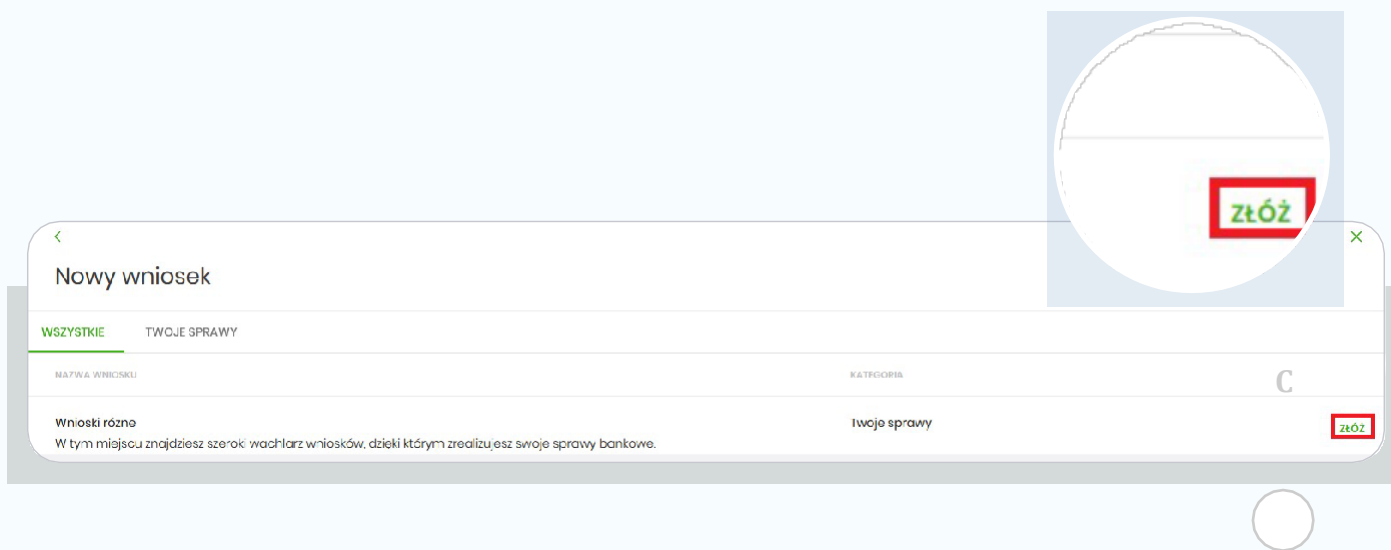 ZŁÓŻ
Nowy wniosek
WSZYSTKIE TWOJE SPRAWY
NAZWA WNIOSKU KATEGORIA C
Wnioski różne Twoje sprawy
W tym miejscu znajdziesz szeroki wachlarz wniosków, dzięki którym zrealizujesz swoje sprawy bankowe. ZŁÓŻ